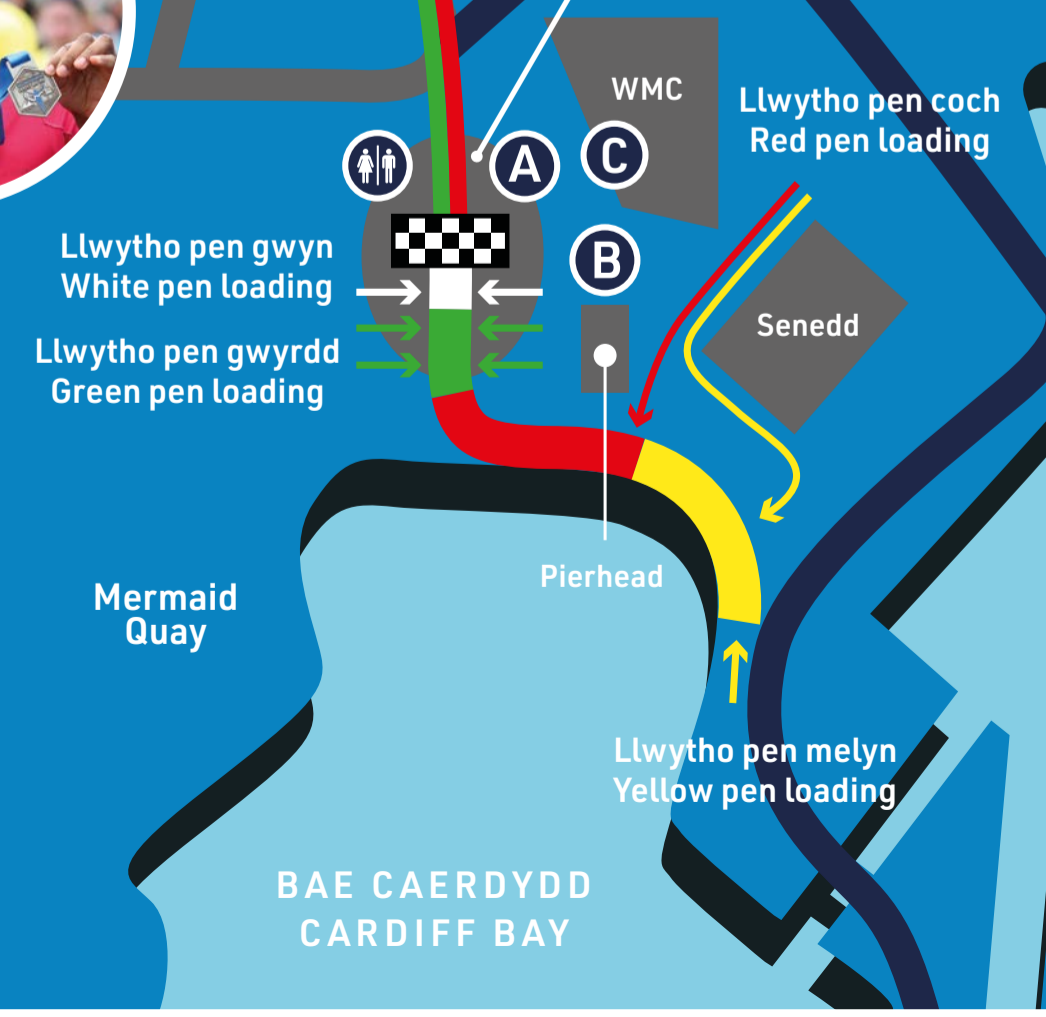 WMC
Llwytho pen coch
Red pen loading
A
C
B
Llwytho pen gwyn
White pen loading
Llwytho pen gwyrdd
Green pen loading
Senedd
Pierhead
Mermaid
Quay
Llwytho pen melyn
Yellow pen loading
BAE CAERDYDD
CARDIFF BAY